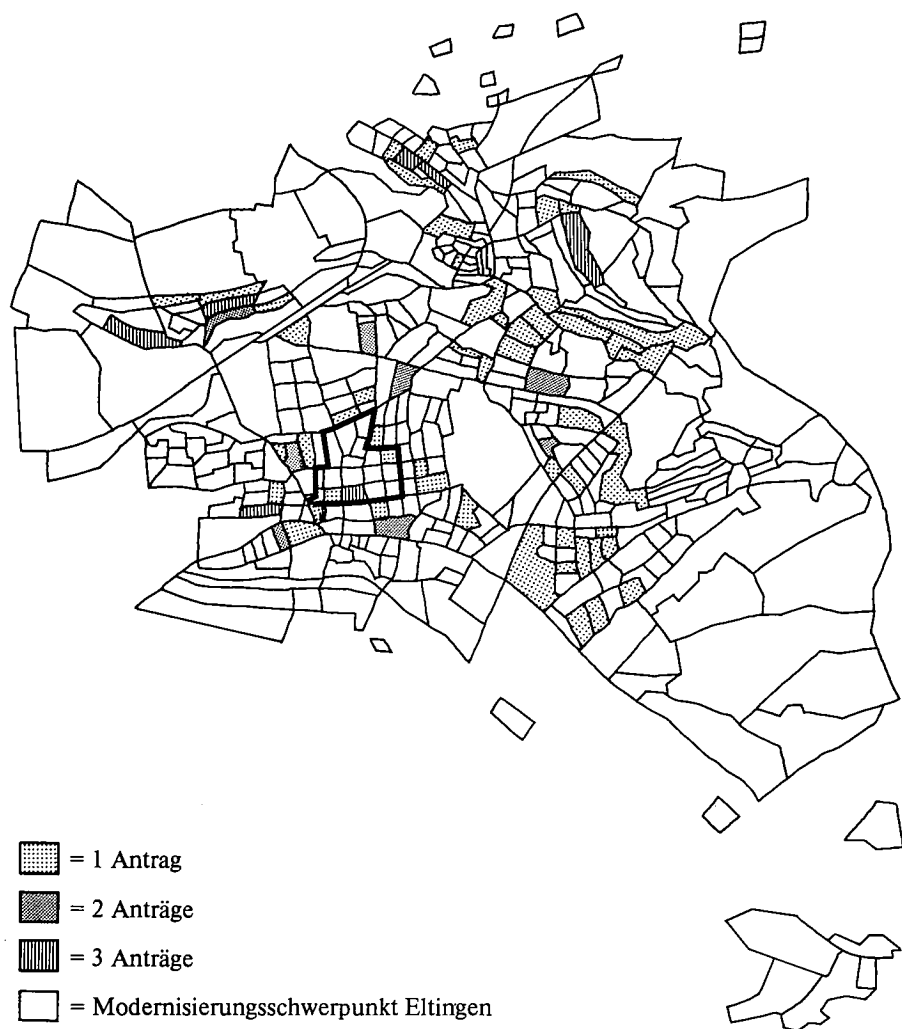 = 1 Antrag
= 2 Anträge
= 3 Anträge
= Modernisierungsschwerpunkt Eltingen